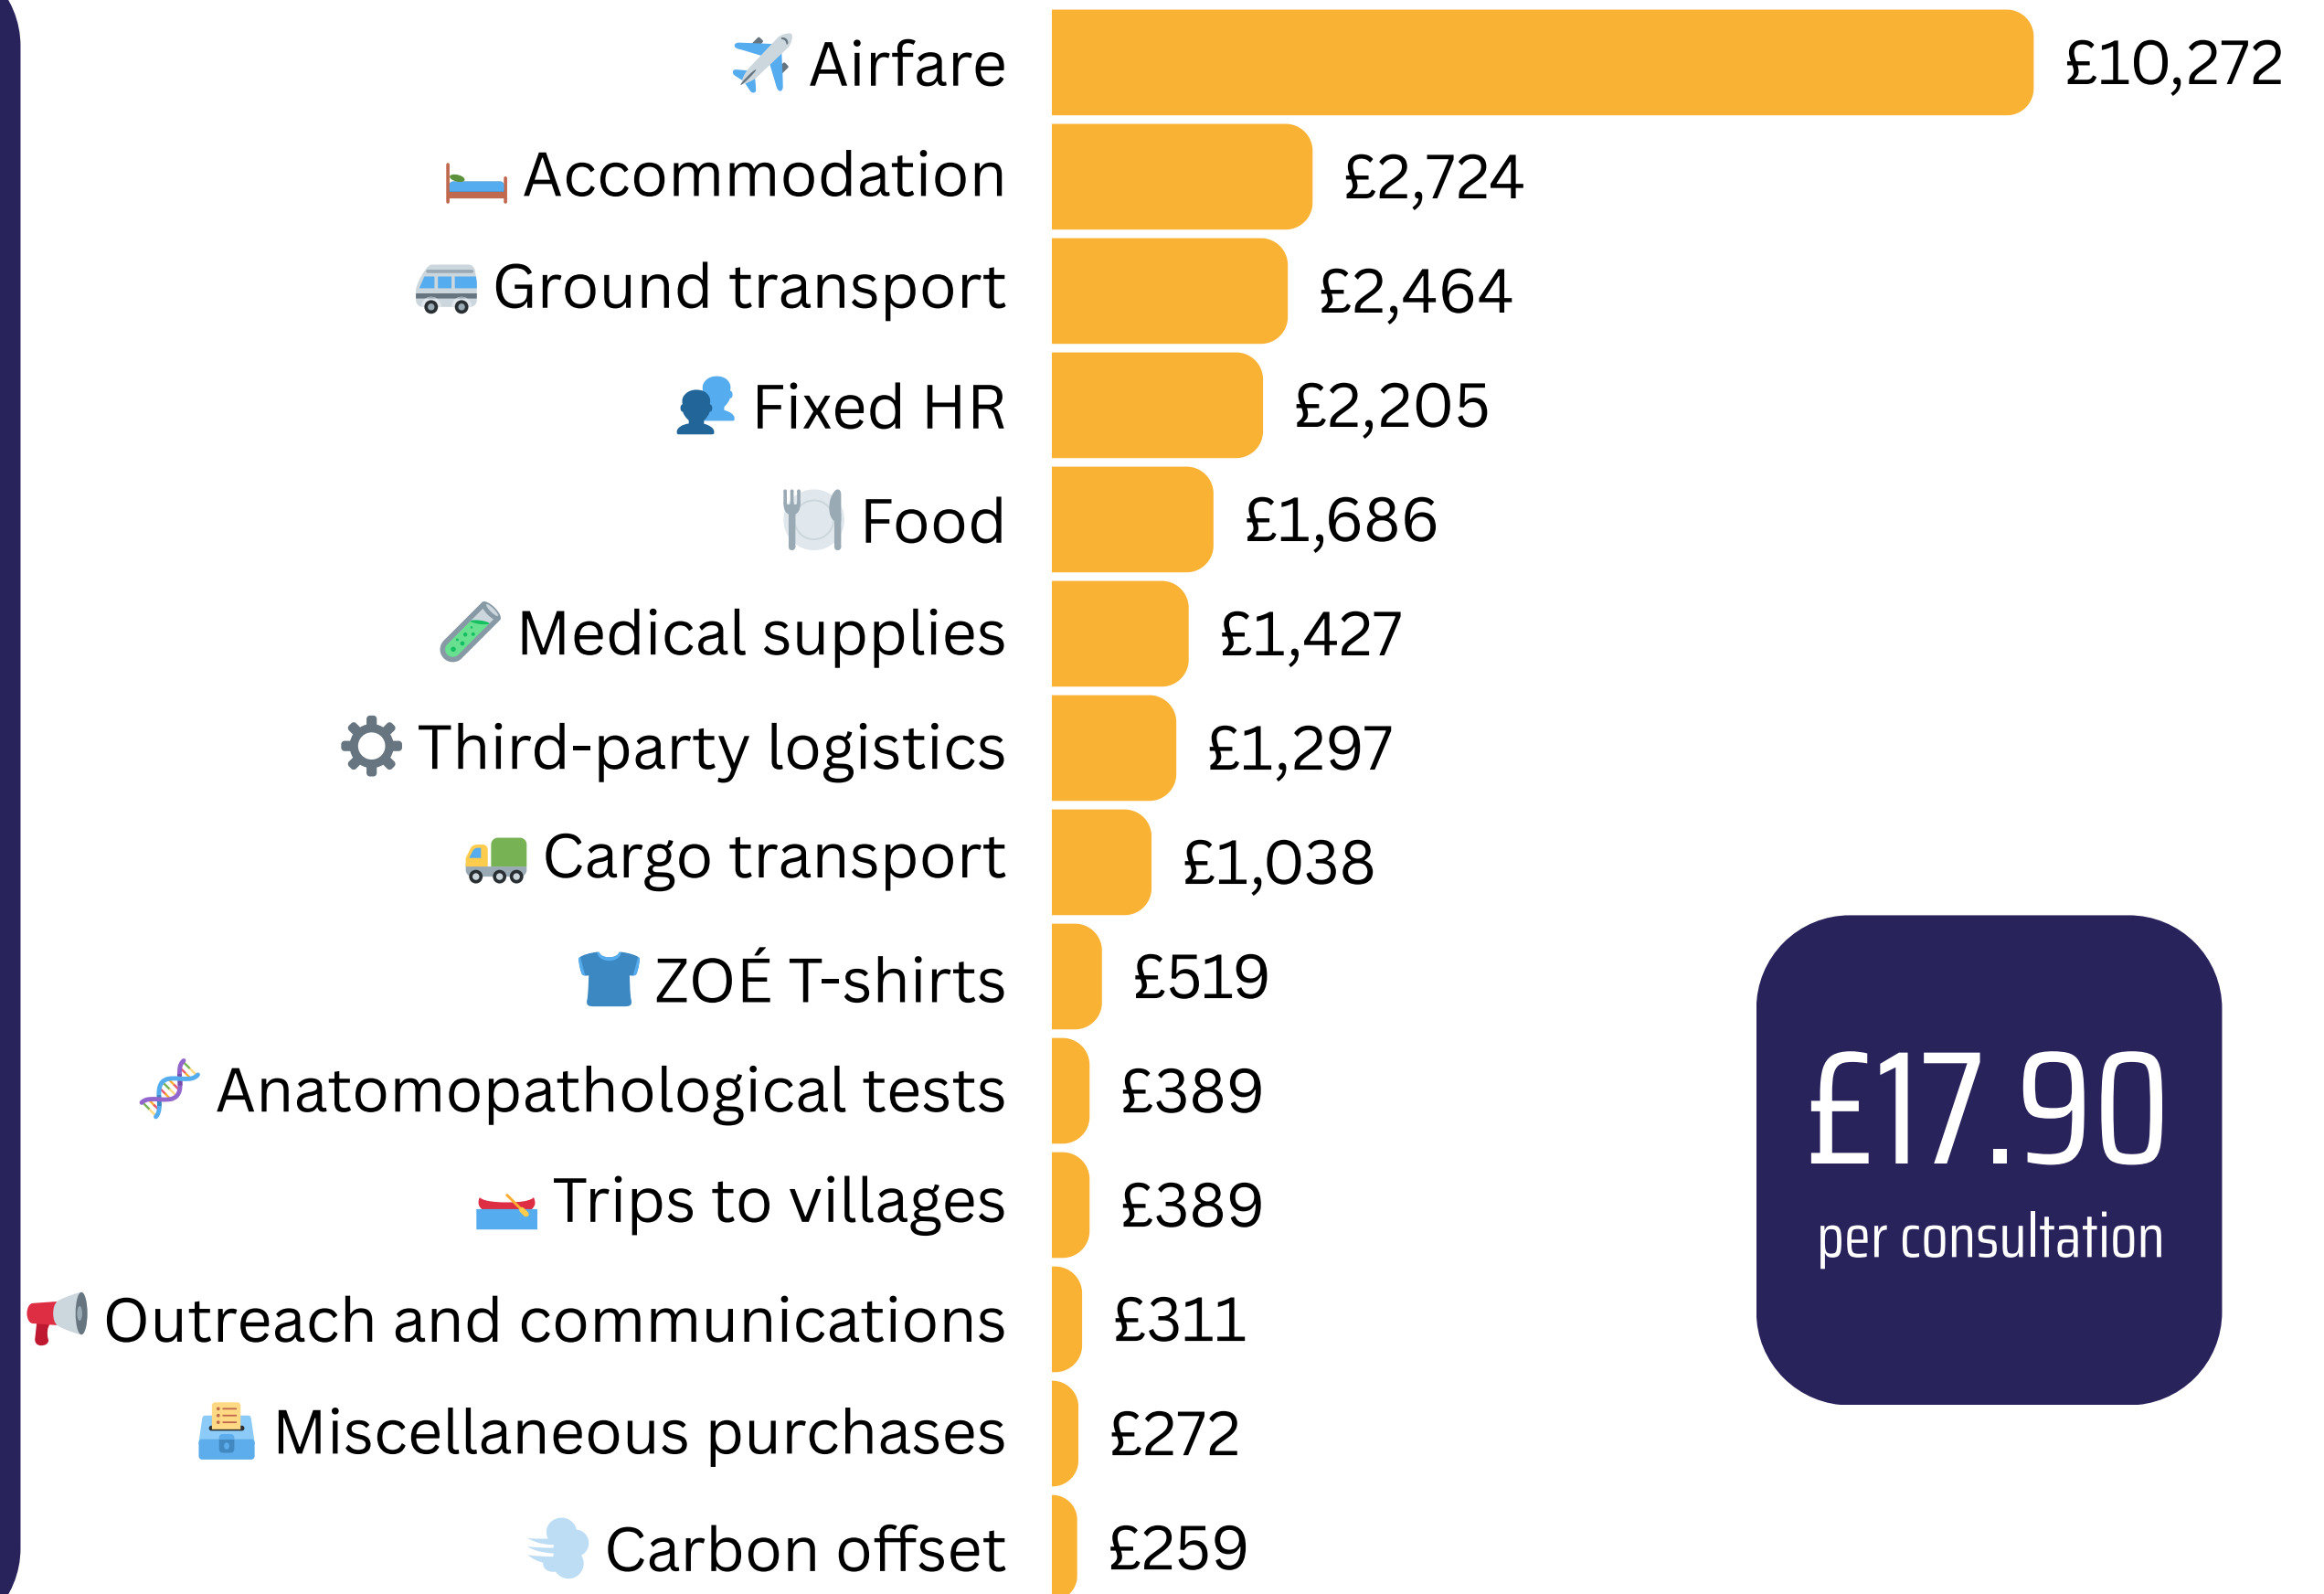 Airfare £10,272
Accommodation £2,724
Ground transport £2,464
Fixed HR £2,205
Food £1,686
Medical supplies £1,427
Third-party logistics £1,297
Cargo transport £1,038
ZOÉ T-shirts £519
Anatomopathological tests £389
Trips to villages £389
Outreach and communications £311
Miscellaneous purchases £272
Carbon offset £259
£17.90
per consultation